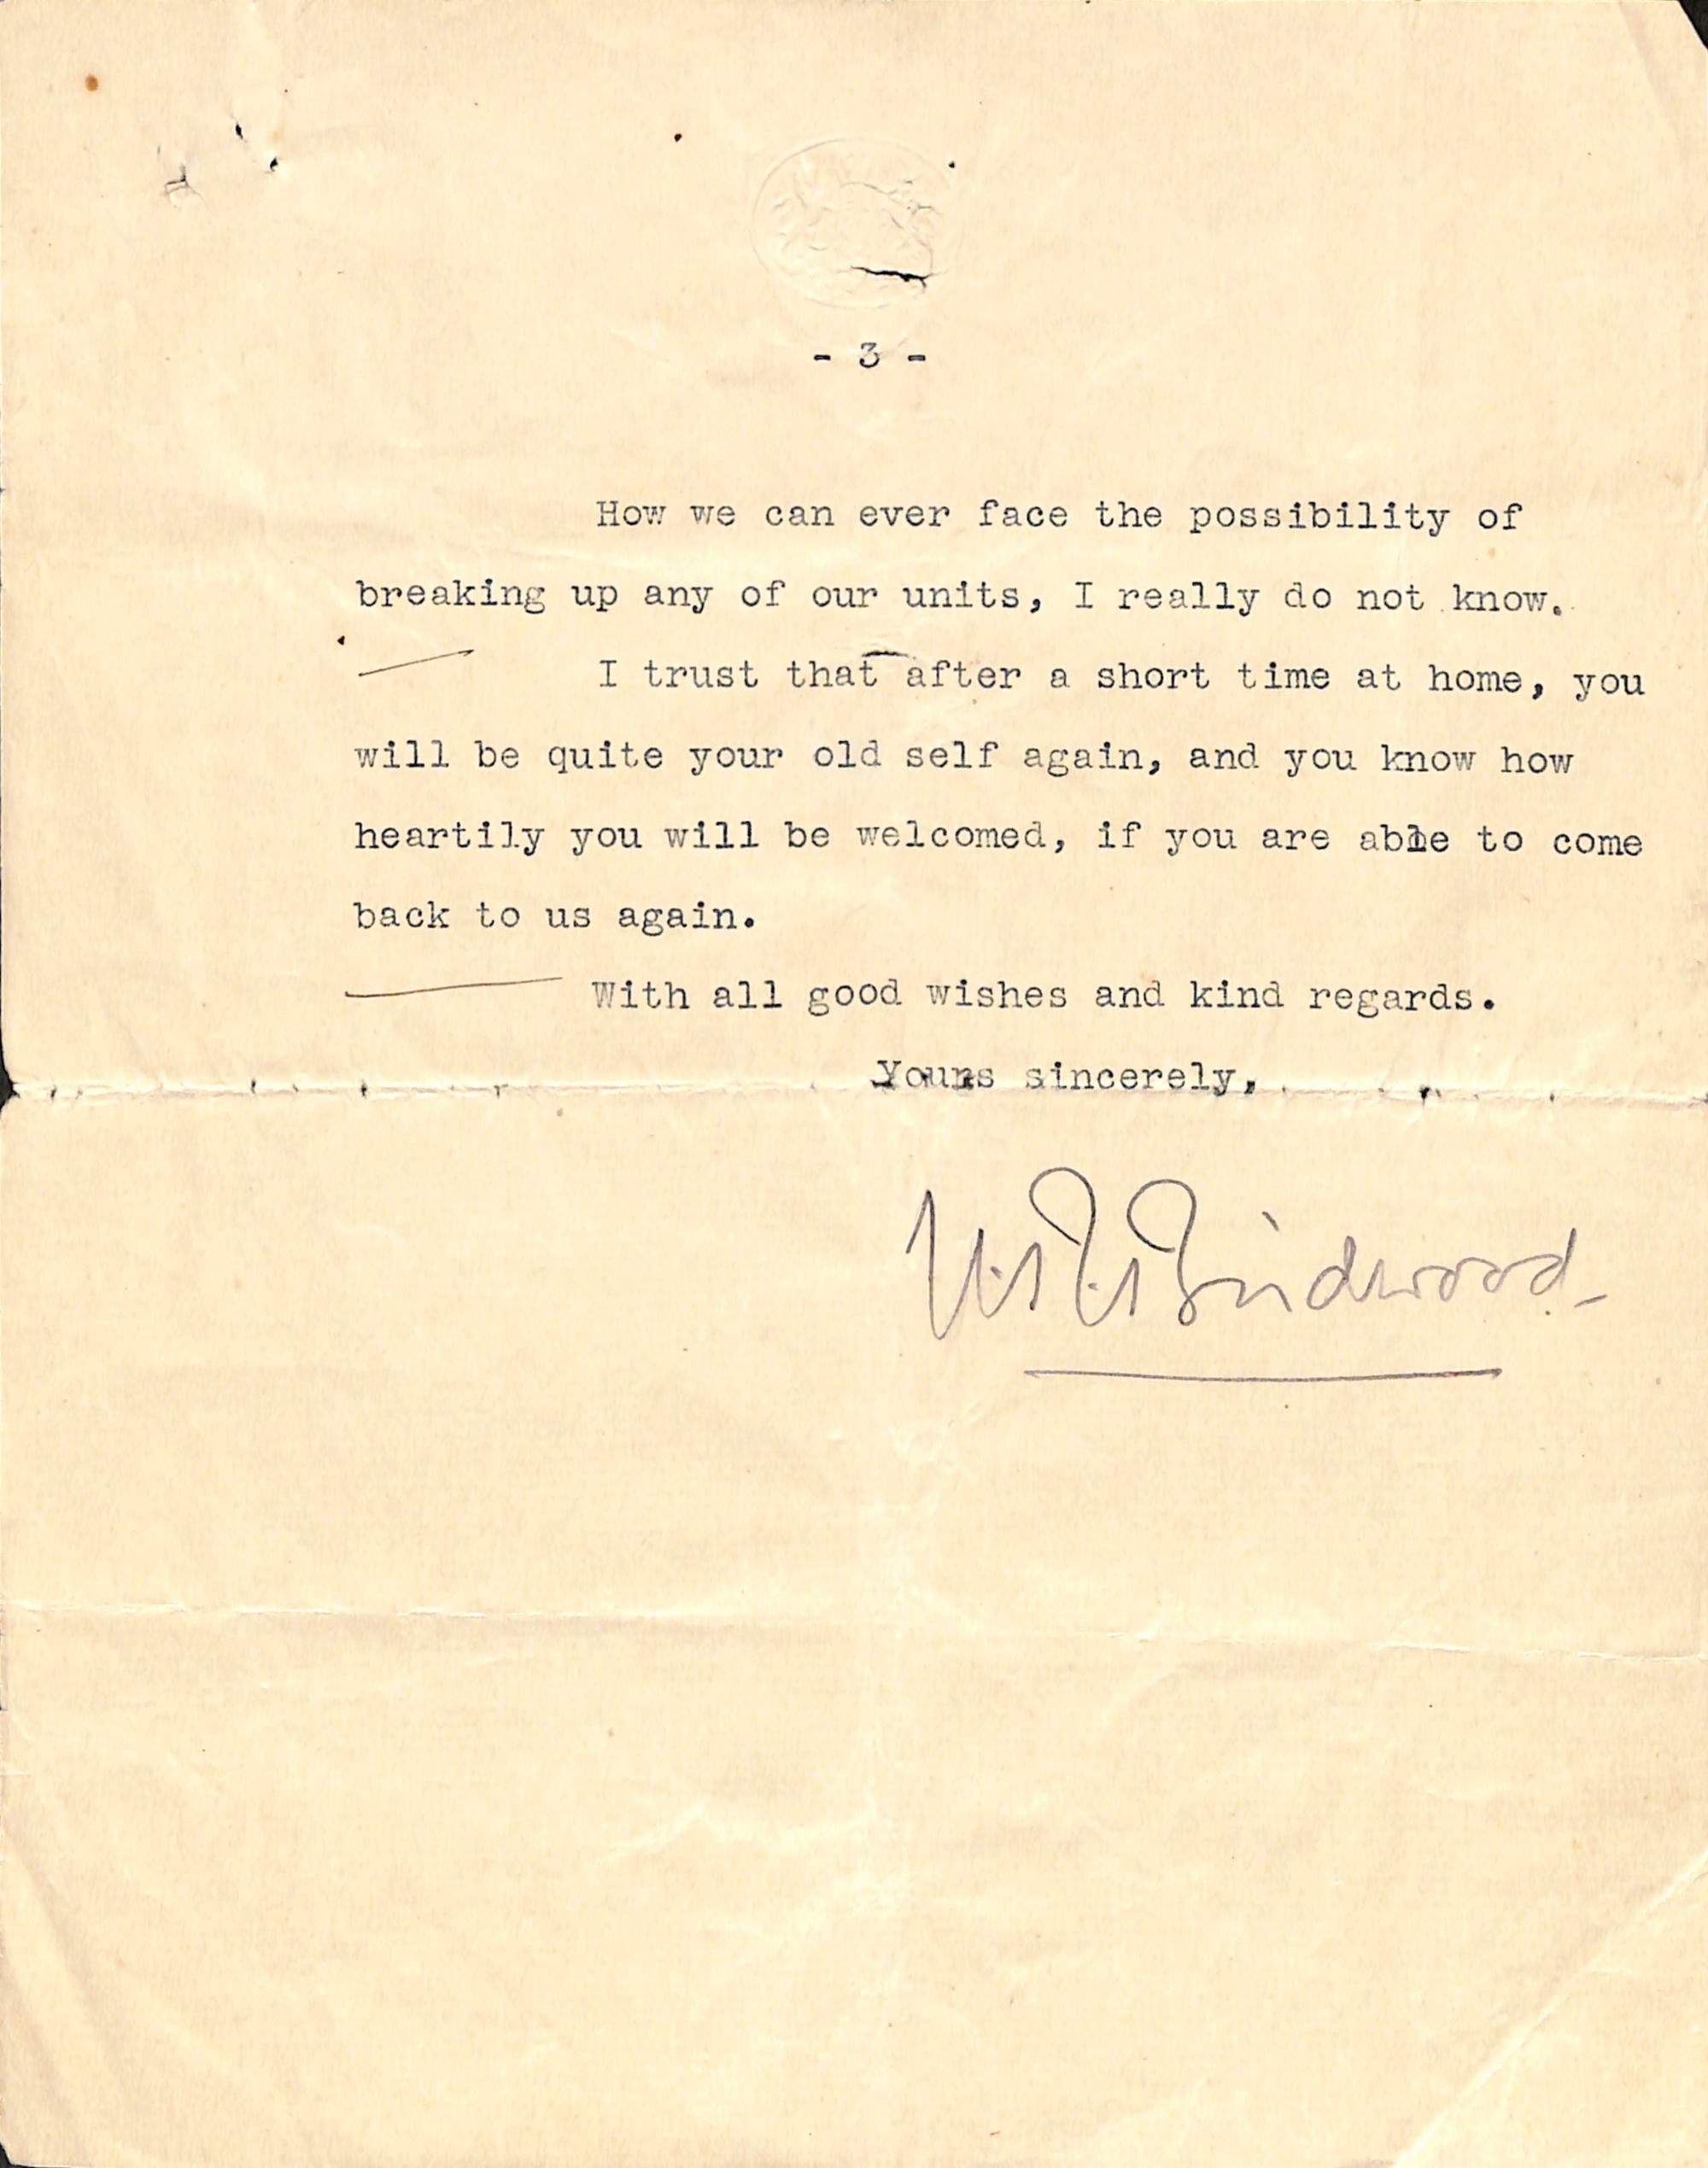 - 3 -
How we can ever face the possibility of
breaking up any of our units, I really do not know.
I trust that after a short time at home, you
will be quite your old self again, and you know how
heartily you will be welcomed, if you are able to come
back to us again.
With all good wishes and kind regards.
Yours sincerely,
W.R. Birdwood